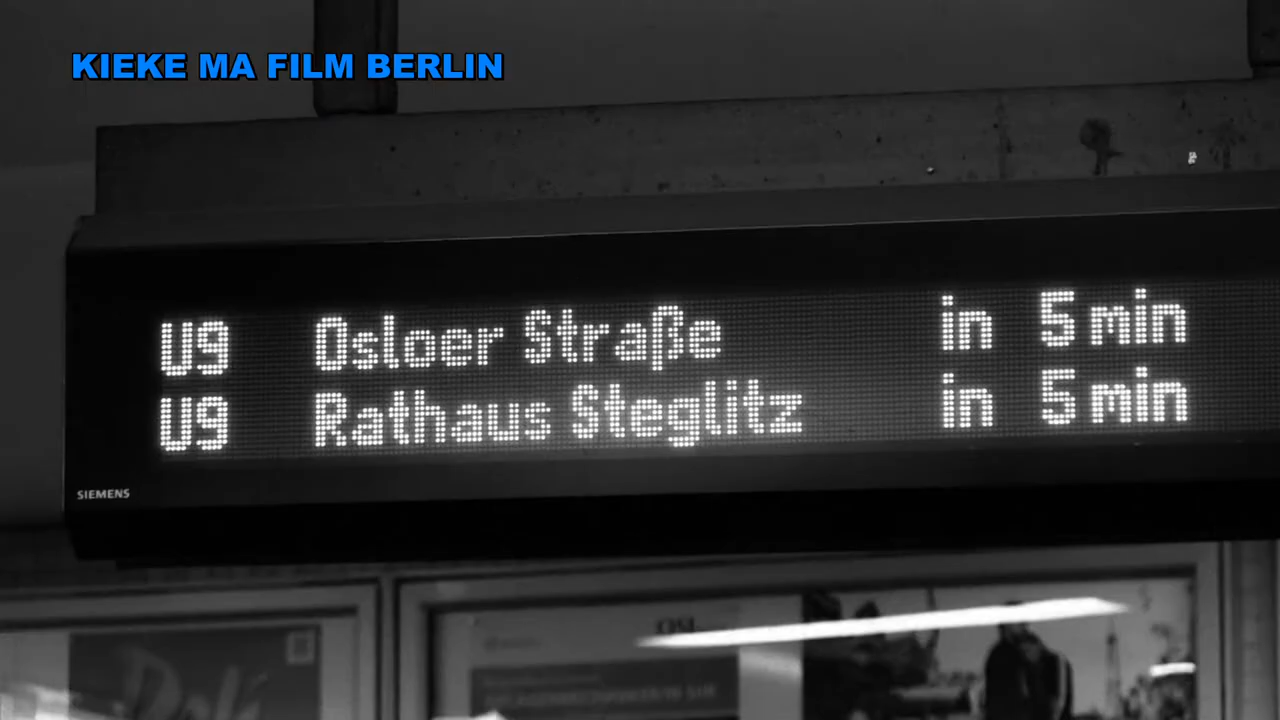 KIEKE MA FILM BERLIN
U9 Osloer Straße in 5 min
U9 Rathaus Steglitz in 5 min
SIEMENS